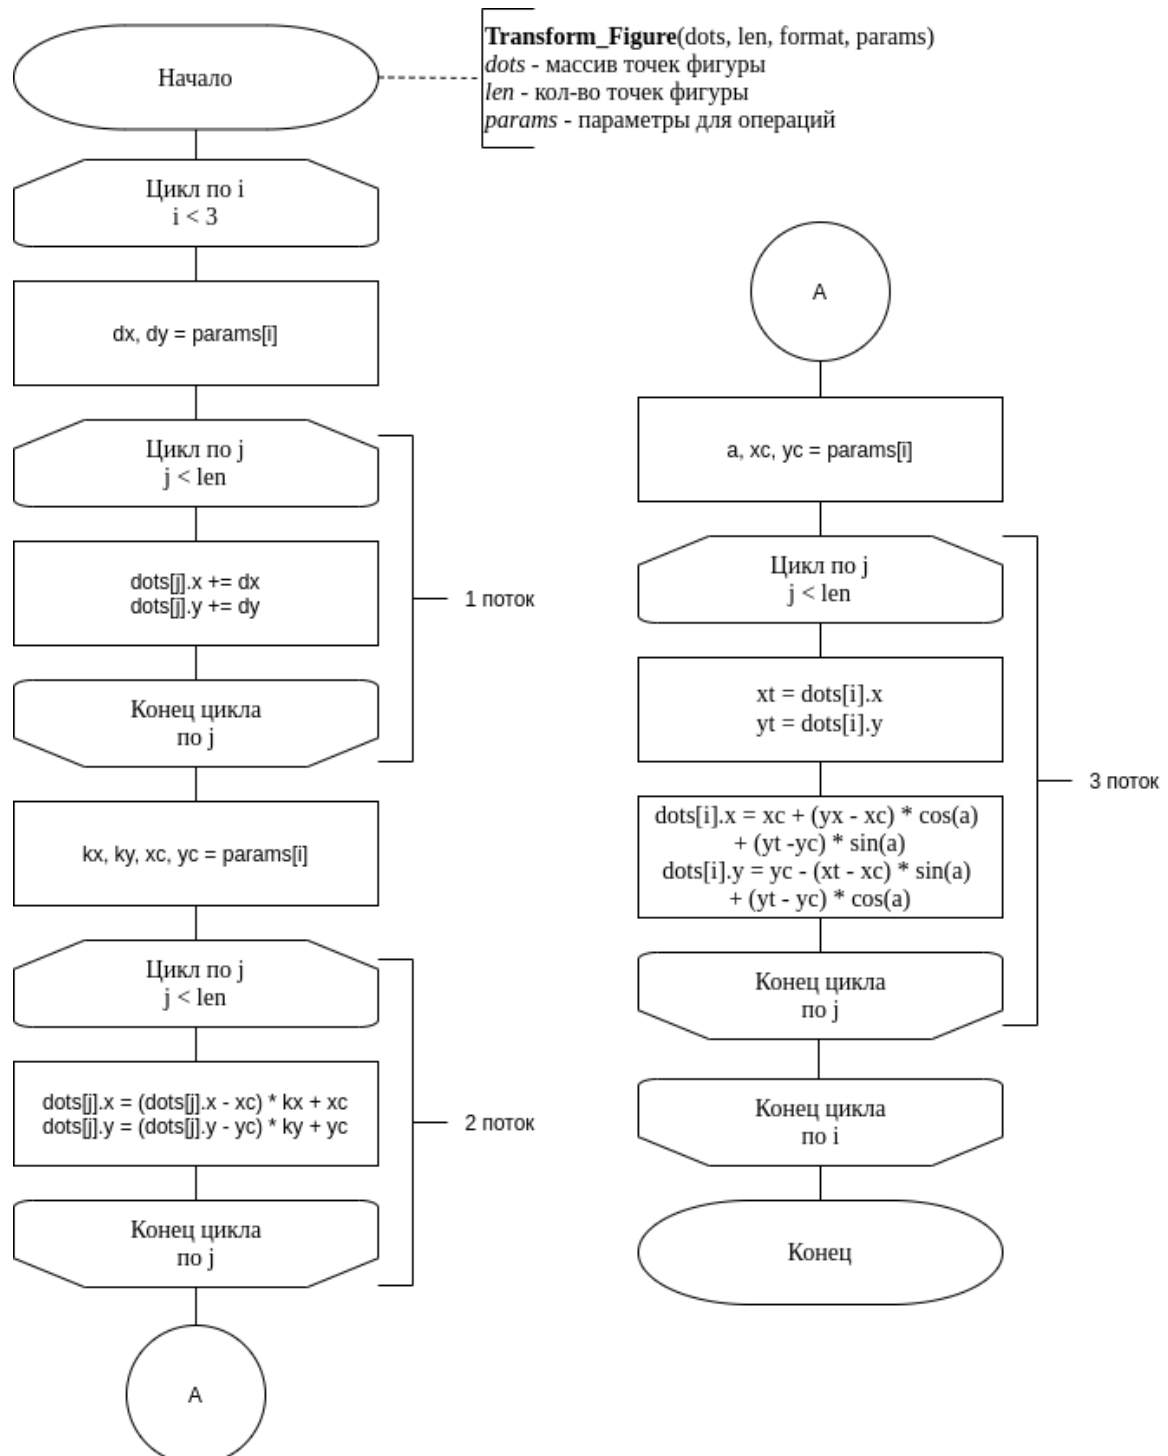 Начало
Transform_Figure(dots, len, format, params)
dots - массив точек фигуры
len - кол-во точек фигуры
params - параметры для операций
Цикл по i
i < 3
dx, dy = params[i]
Цикл по j
j < len
dots[j].x += dx
dots[j].y += dy
1 поток
Конец цикла
по j
kx, ky, xc, yc = params[i]
Цикл по j
j < len
dots[j].x = (dots[j].x - xc) * kx + xc
dots[j].y = (dots[j].y - yc) * ky + yc
2 поток
Конец цикла
по j
A
A
a, xc, yc = params[i]
Цикл по j
j < len
xt = dots[i].x
yt = dots[i].y
3 поток
dots[i].x = xc + (yx - xc) * cos(a)
+ (yt -yc) * sin(a)
dots[i].y = yc - (xt - xc) * sin(a)
+ (yt - yc) * cos(a)
Конец цикла
по j
Конец цикла
по i
Конец